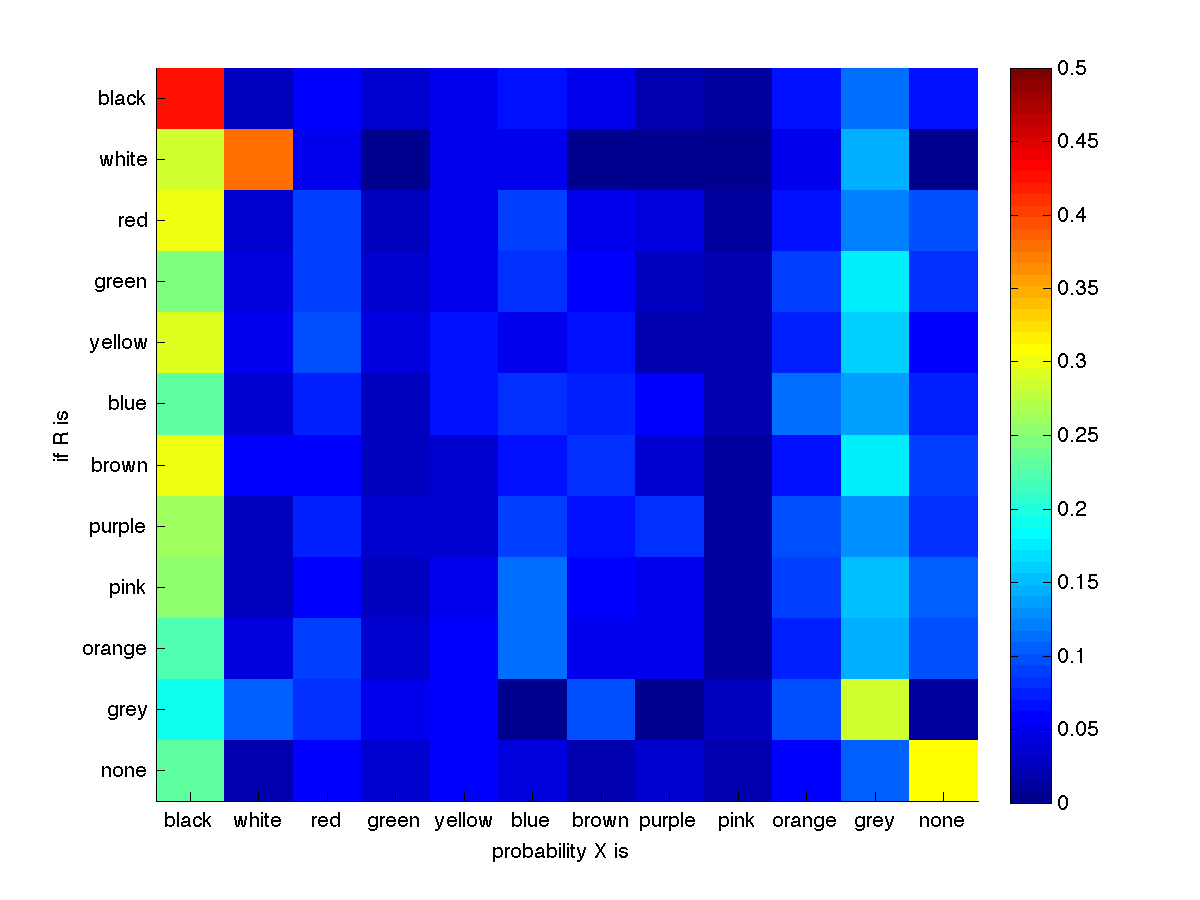 black
white
red
green
yellow
blue
brown
purple
pink
orange
grey
none
if R is
black white red green yellow blue brown purple pink orange grey none
probability X is
0.5
0.45
0.4
0.35
0.3
0.25
0.2
0.15
0.1
0.05
0